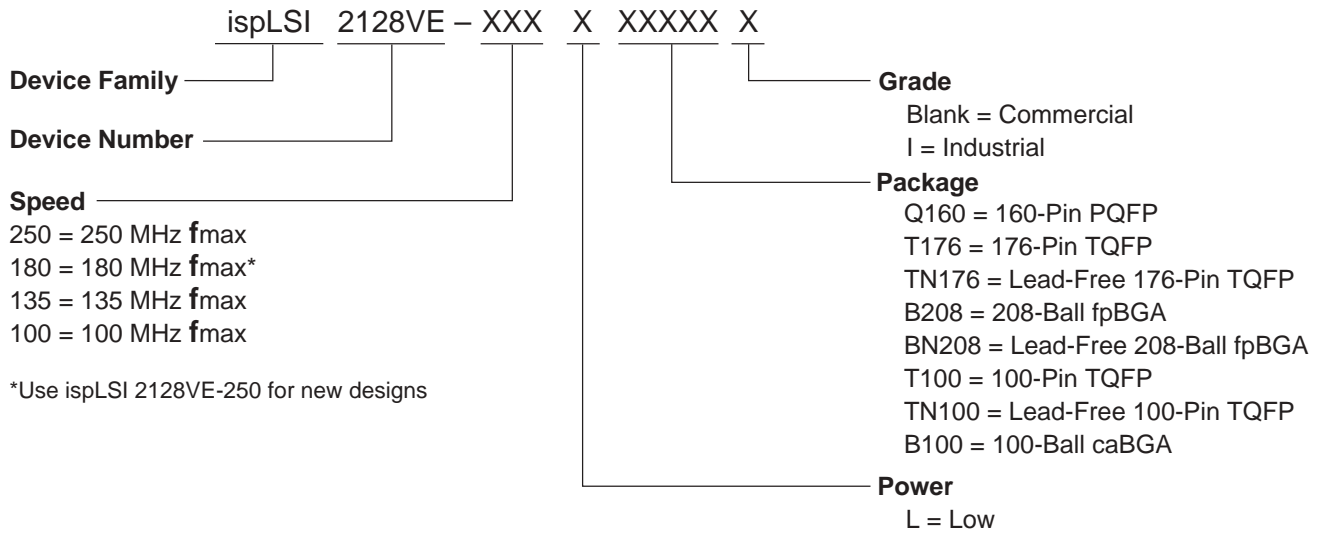 ispLSI 2128VE – XXX X XXXXX X
Device Family
Device Number
Speed
250 = 250 MHz fmax
180 = 180 MHz fmax*
135 = 135 MHz fmax
100 = 100 MHz fmax
*Use ispLSI 2128VE-250 for new designs
Grade
Blank = Commercial
I = Industrial
Package
Q160 = 160-Pin PQFP
T176 = 176-Pin TQFP
TN176 = Lead-Free 176-Pin TQFP
B208 = 208-Ball fpBGA
BN208 = Lead-Free 208-Ball fpBGA
T100 = 100-Pin TQFP
TN100 = Lead-Free 100-Pin TQFP
B100 = 100-Ball caBGA
Power
L = Low